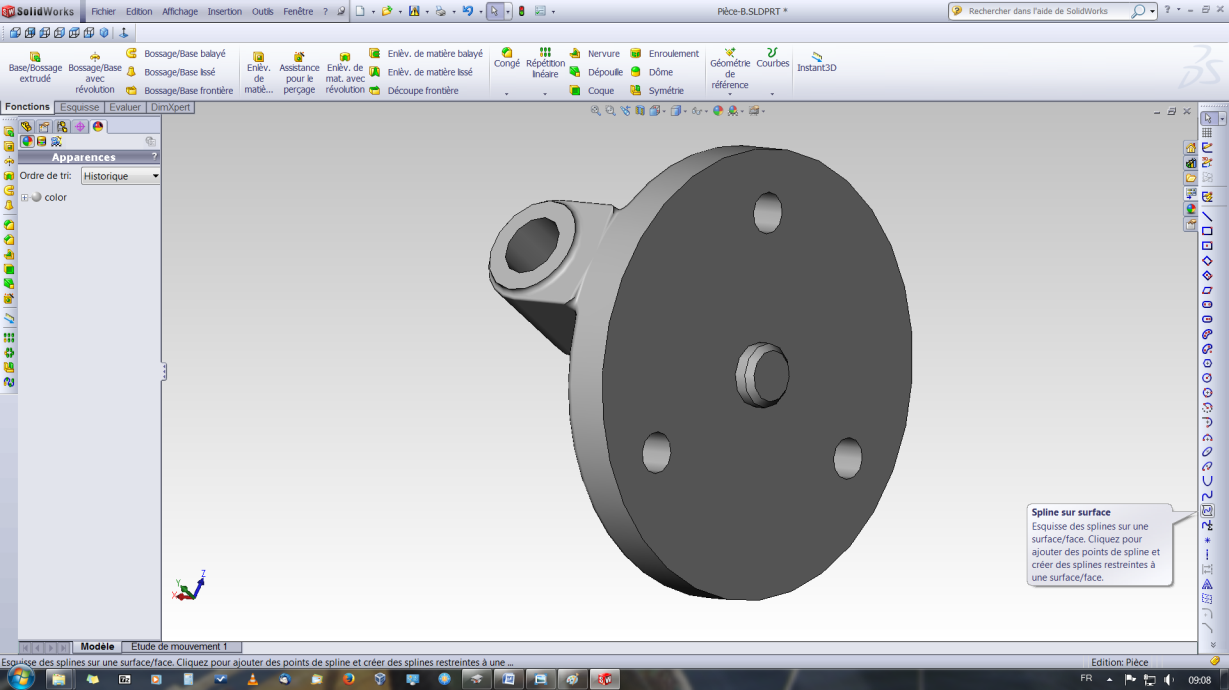 SolidWorks Fichier Edition Affichage Insertion Outils Fenêtre ? Pièce-B.SLDPRT * Rechercher dans l'aide de SolidWorks ?
Base/Bossage extrudé
Bossage/Base avec révolution
Bossage/Base balayé
Bossage/Base lissé
Bossage/Base frontière
Enlèv. de matiè...
Assistance pour le perçage
Enlèv. de mat. avec révolution
Enlèv. de matière balayé
Enlèv. de matière lissé
Découpe frontière
Congé
Répétition linéaire
Nervure
Dépouille
Coque
Enroulement
Dôme
Symétrie
Géométrie de référence
Courbes
Instant3D
Fonctions Esquisse Evaluer DimXpert
Apparences ?
Ordre de tri: Historique
color
Spline sur surface
Esquisse des splines sur une
surface/face. Cliquez pour
ajouter des points de spline et
créer des splines restreintes à
une surface/face.
Z
Y
X
Modèle Etude de mouvement 1
Esquisse des splines sur une surface/face. Cliquez pour ajouter des points de spline et créer des splines restreintes à une ... Edition: Pièce
FR 09:08